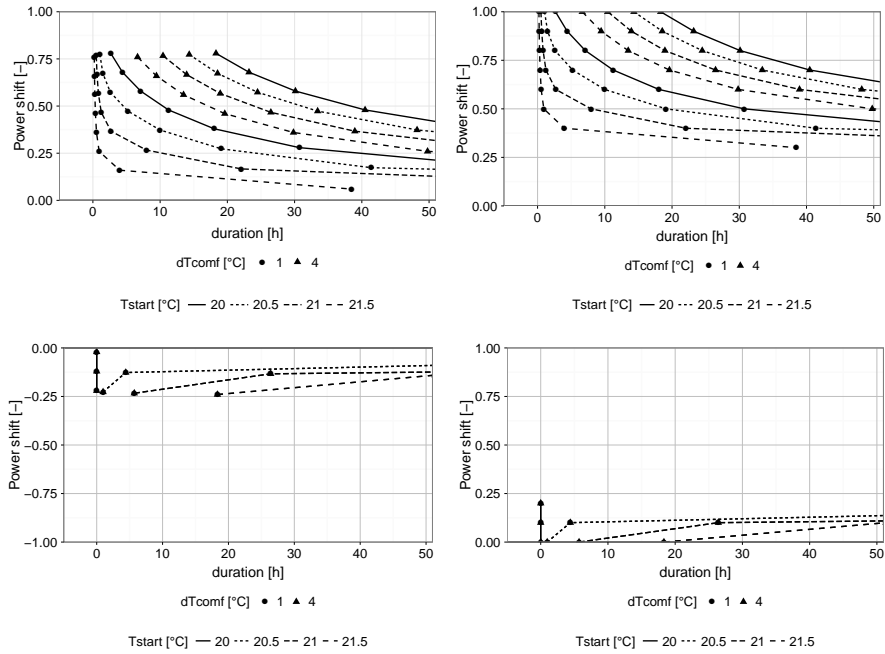 1.00
0.75
0.50
0.25
0.00
Power shift [−]
0 10 20 30 40 50
duration [h]
dTcomf [°C] 1 4
Tstart [°C] 20 20.5 21 21.5
1.00
0.75
0.50
0.25
0.00
Power shift [−]
0 10 20 30 40 50
duration [h]
dTcomf [°C] 1 4
Tstart [°C] 20 20.5 21 21.5
0.00
−0.25
−0.50
−0.75
−1.00
Power shift [−]
0 10 20 30 40 50
duration [h]
dTcomf [°C] 1 4
Tstart [°C] 20 20.5 21 21.5
1.00
0.75
0.50
0.25
0.00
Power shift [−]
0 10 20 30 40 50
duration [h]
dTcomf [°C] 1 4
Tstart [°C] 20 20.5 21 21.5